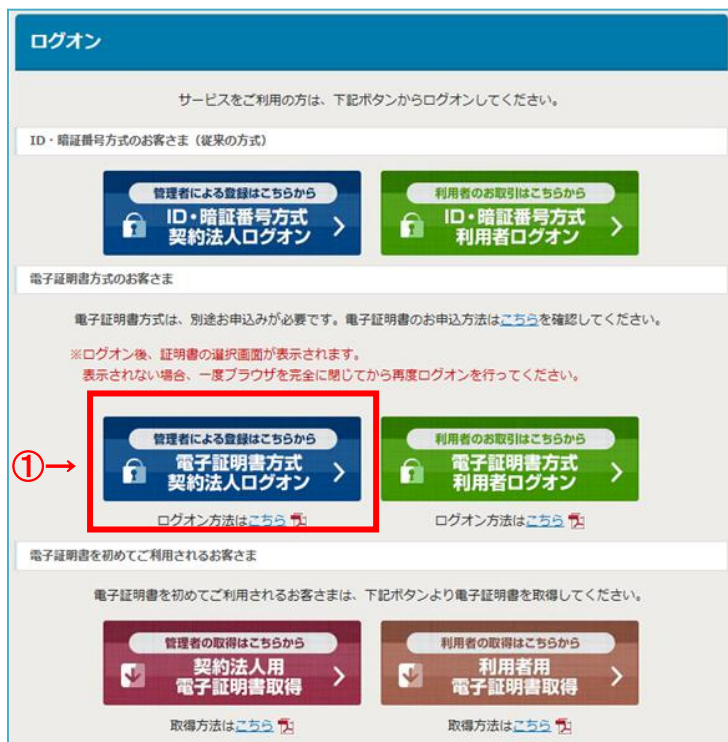 ログオン
サービスをご利用の方は、下記ボタンからログオンしてください。
ID・暗証番号方式のお客さま（従来の方式）
管理者による登録はこちらから
ID・暗証番号方式
契約法人ログオン
利用者のお取引はこちらから
ID・暗証番号方式
利用者ログオン
電子証明書方式のお客さま
電子証明書方式は、別途お申込みが必要です。電子証明書のお申込方法はこちらを確認してください。
※ログオン後、証明書の選択画面が表示されます。
表示されない場合、一度ブラウザを完全に閉じてから再度ログオンを行ってください。
①→
管理者による登録はこちらから
電子証明書方式
契約法人ログオン
ログオン方法はこちら
利用者のお取引はこちらから
電子証明書方式
利用者ログオン
ログオン方法はこちら
電子証明書を初めてご利用されるお客さま
電子証明書を初めてご利用されるお客さまは、下記ボタンより電子証明書を取得してください。
管理者の取得はこちらから
契約法人用
電子証明書取得
取得方法はこちら
利用者の取得はこちらから
利用者用
電子証明書取得
取得方法はこちら